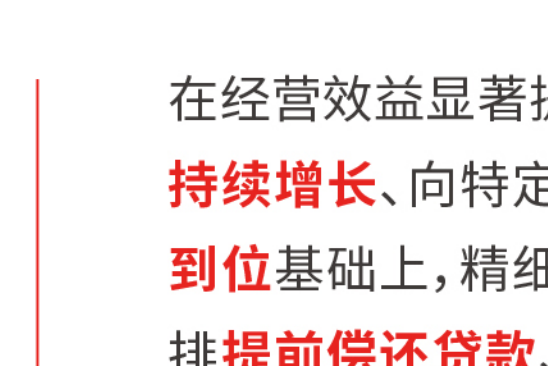 在经营效益显著
持续增长、向特定
到位基础上，精细
排提前偿还贷款、